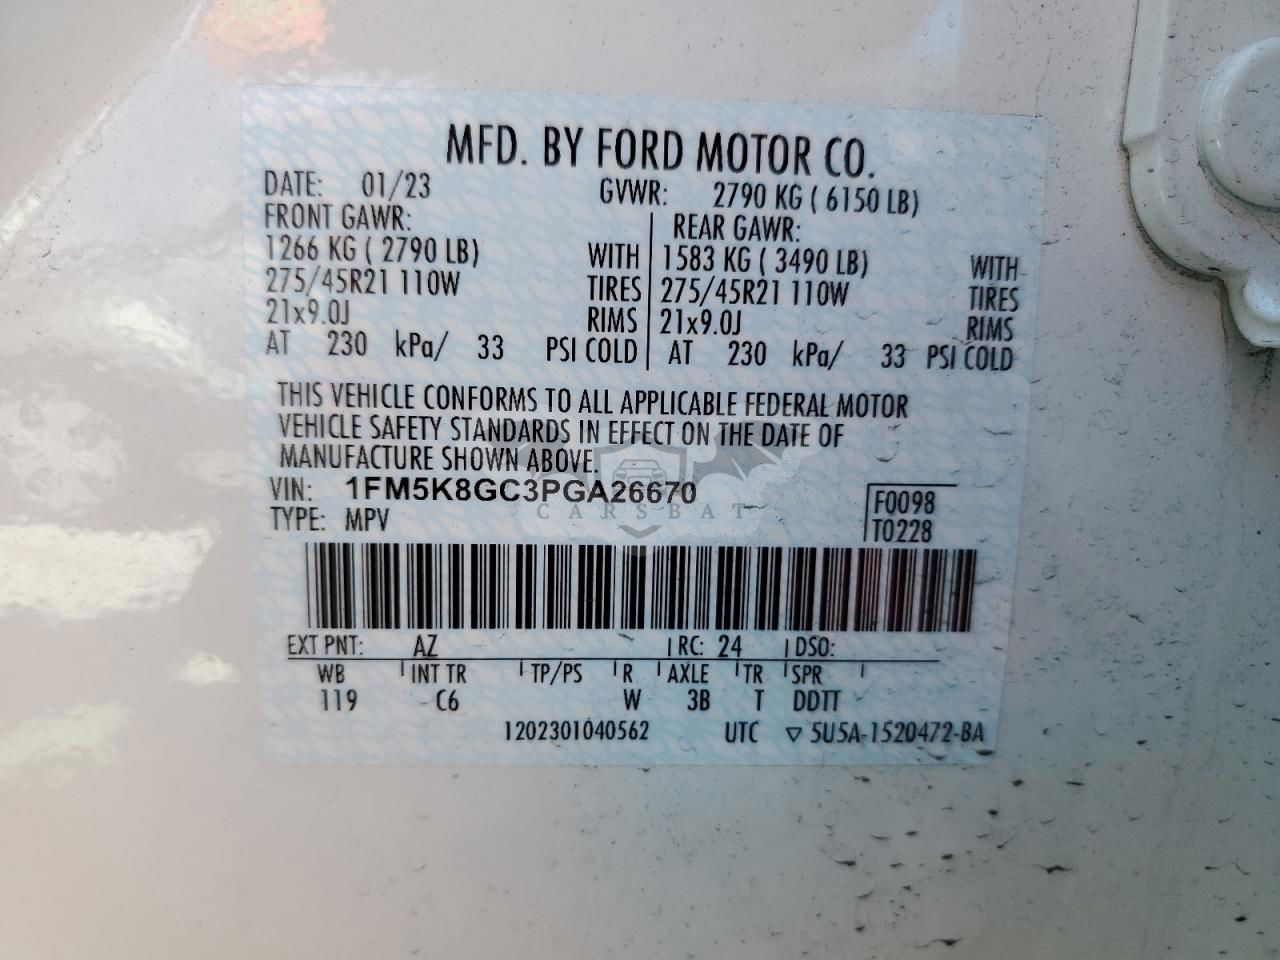 MFD. BY FORD MOTOR CO.
DATE: 01/23 GVWR: 2790 KG ( 6150 LB)
FRONT GAWR: REAR GAWR:
1266 KG ( 2790 LB) WITH 1583 KG ( 3490 LB) WITH
275/45R21 110W TIRES 275/45R21 110W TIRES
21x9.0J RIMS 21x9.0J RIMS
AT 230 kPa/ 33 PSI COLD AT 230 kPa/ 33 PSI COLD
THIS VEHICLE CONFORMS TO ALL APPLICABLE FEDERAL MOTOR
VEHICLE SAFETY STANDARDS IN EFFECT ON THE DATE OF
MANUFACTURE SHOWN ABOVE.
VIN: 1FM5K8GC3PGA26670 F0098
CARSBAT
TYPE: MPV T0228
EXT PNT: AZ RC: 24 DSO:
WB INT TR TP/PS R AXLE TR SPR
119 C6 W 3B T DDTT
1202301040562 UTC ▽ 5U5A-1520472-BA